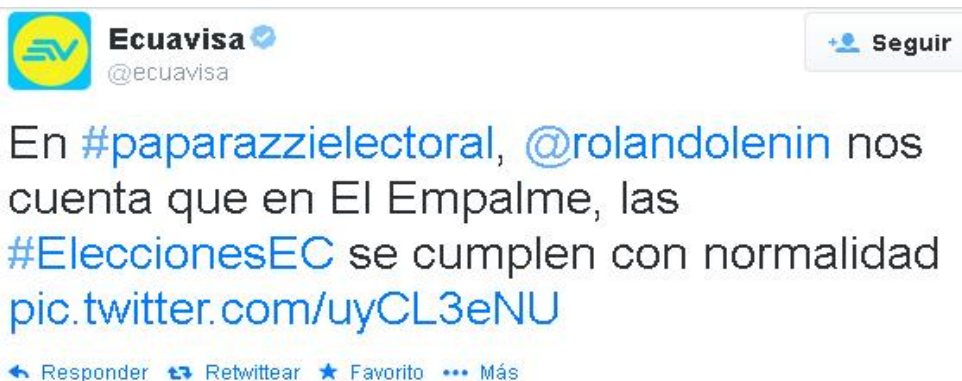 Ecuavisa
@ecuavisa
Seguir
En #paparazzielectoral, @rolandolenin nos
cuenta que en El Empalme, las
#EleccionesEC se cumplen con normalidad
pic.twitter.com/uyCL3eNU
Responder Retwittear Favorito ••• Más